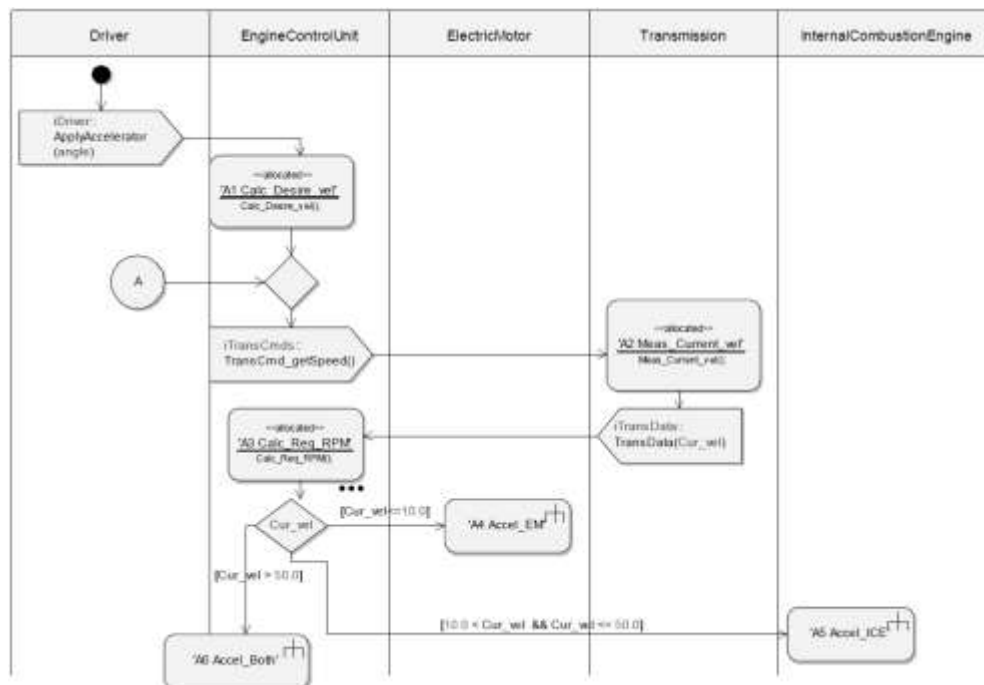 Driver
EngineControlUnit
ElectricMotor
Transmission
InternalCombustionEngine
iDriver::
ApplyAccelerator
(angle)
<<allocated>>
'A1 Calc_Desire_vel'
Calc_Desire_vel()
A
iTransCmds::
TransCmd_getSpeed()
<<allocated>>
'A2 Meas_Current_vel'
Meas_Current_vel()
iTransData::
TransData(Cur_vel)
<<allocated>>
'A3 Calc_Req_RPM'
Calc_Req_RPM()
Cur_vel
[Cur_vel<=10.0]
'A4 Accel_EM'
[Cur_vel > 50.0]
[10.0 < Cur_vel && Cur_vel <= 50.0]
'A5 Accel_ICE'
'A6 Accel_Both'